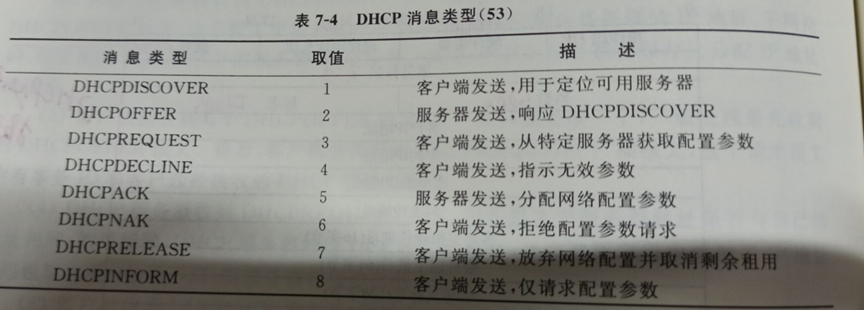 表 7-4 DHCP 消息类型(53)
消 息 类 型 取值 描 述
DHCPDISCOVER 1 客户端发送,用于定位可用服务器
DHCPOFFER 2 服务器发送,响应 DHCPDISCOVER
DHCPREQUEST 3 客户端发送,从特定服务器获取配置参数
DHCPDECLINE 4 客户端发送,指示无效参数
DHCPACK 5 服务器发送,分配网络配置参数
DHCPNAK 6 客户端发送,拒绝配置参数请求
DHCPRELEASE 7 客户端发送,放弃网络配置并取消剩余租用
DHCPINFORM 8 客户端发送,仅请求配置参数